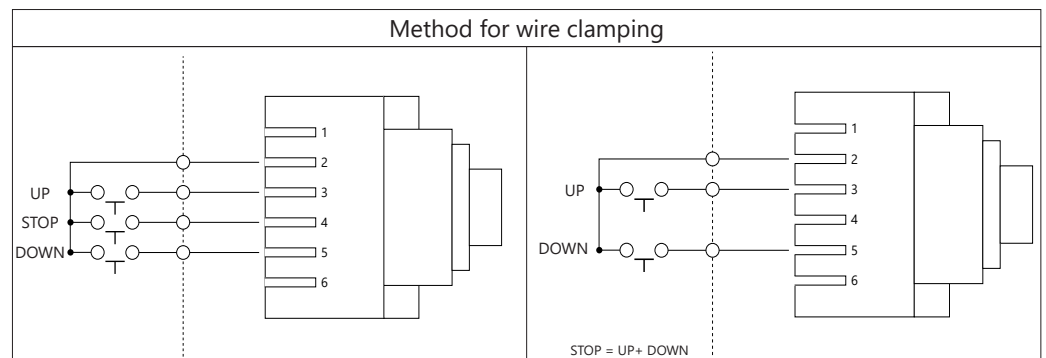 Method for wire clamping
1
2
UP 3
STOP 4
DOWN 5
6
1
2
UP 3
4
DOWN 5
6
STOP = UP+ DOWN